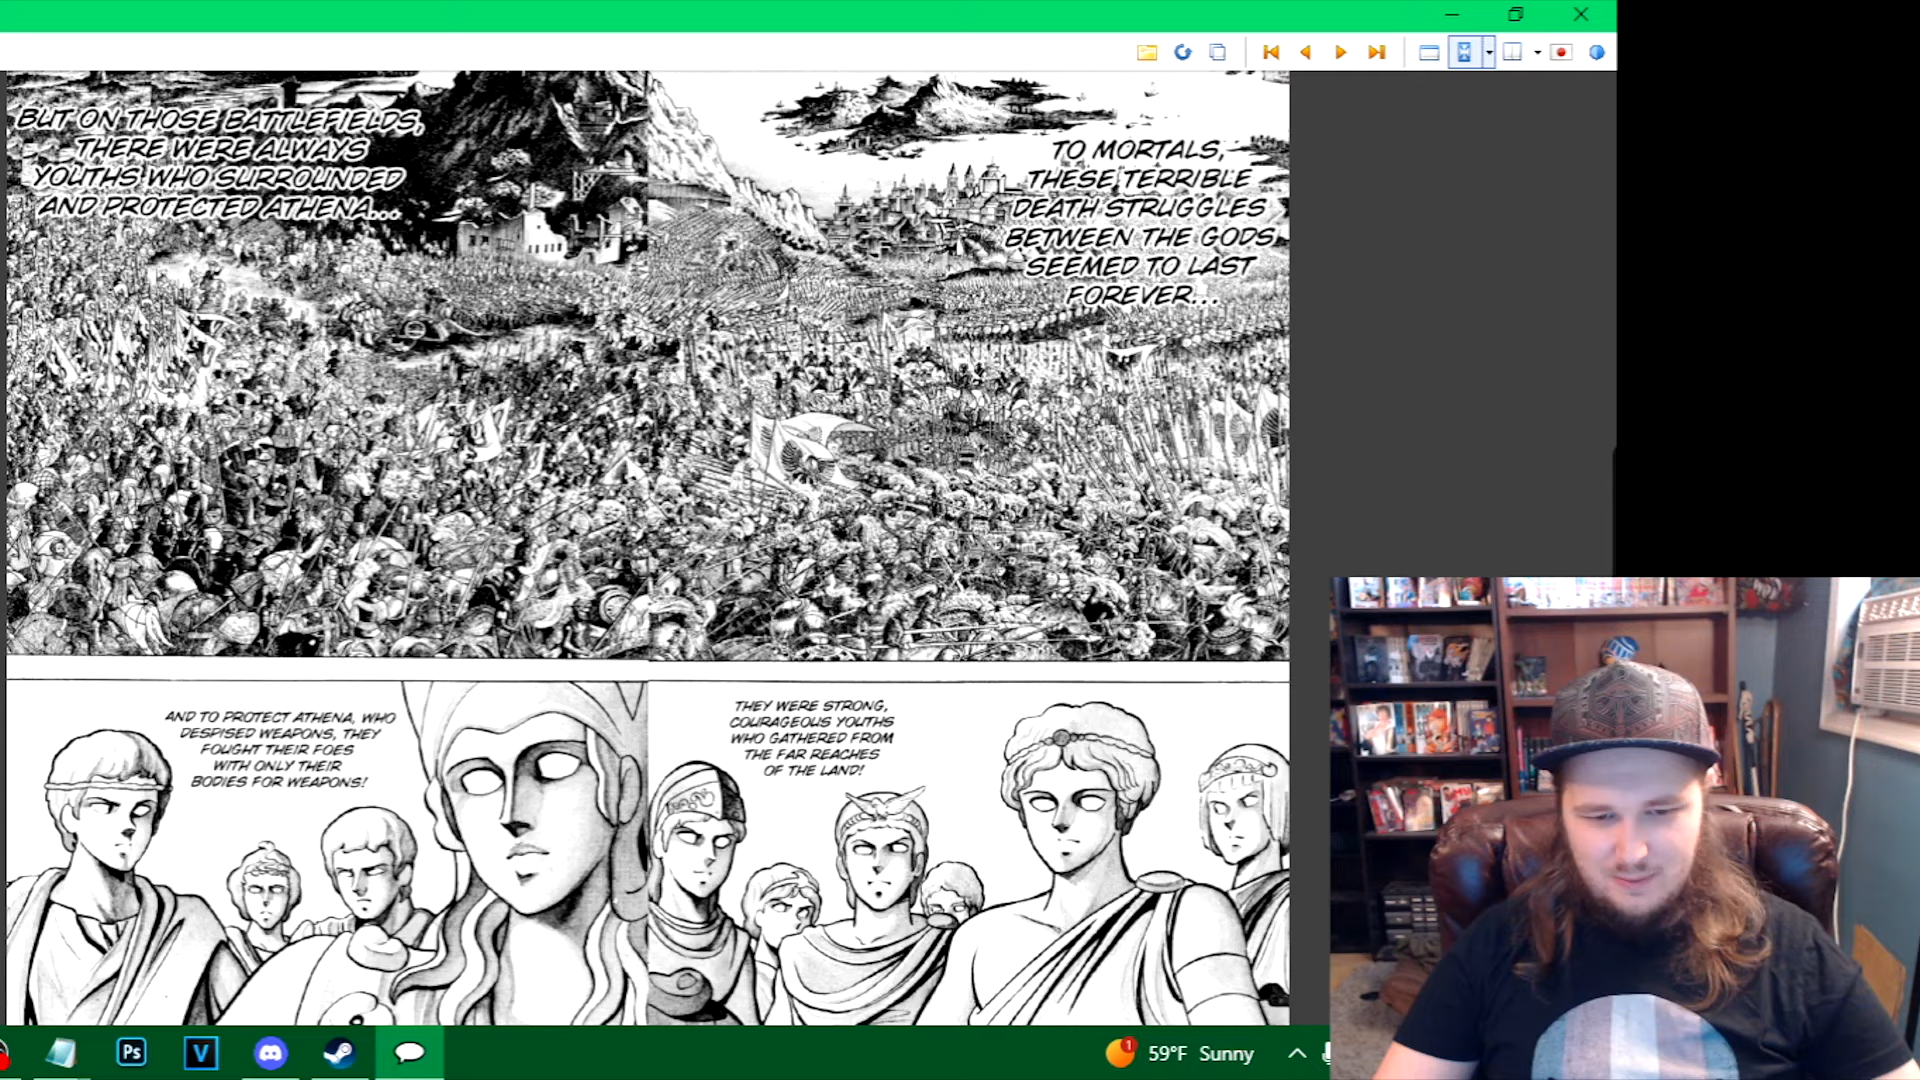 TO MORTALS,
THESE TERRIBLE
DEATH STRUGGLES
BETWEEN THE GODS
SEEMED TO LAST
FOREVER...
BUT ON THOSE BATTLEFIELDS,
THERE WERE ALWAYS
YOUTHS WHO SURROUNDED
AND PROTECTED ATHENA...
THEY WERE STRONG,
COURAGEOUS YOUTHS
WHO GATHERED FROM
THE FAR REACHES
OF THE LAND!
AND TO PROTECT ATHENA, WHO
DESPISED WEAPONS, THEY
FOUGHT THEIR FOES
WITH ONLY THEIR
BODIES FOR WEAPONS!
Ps
V
1
59°F Sunny